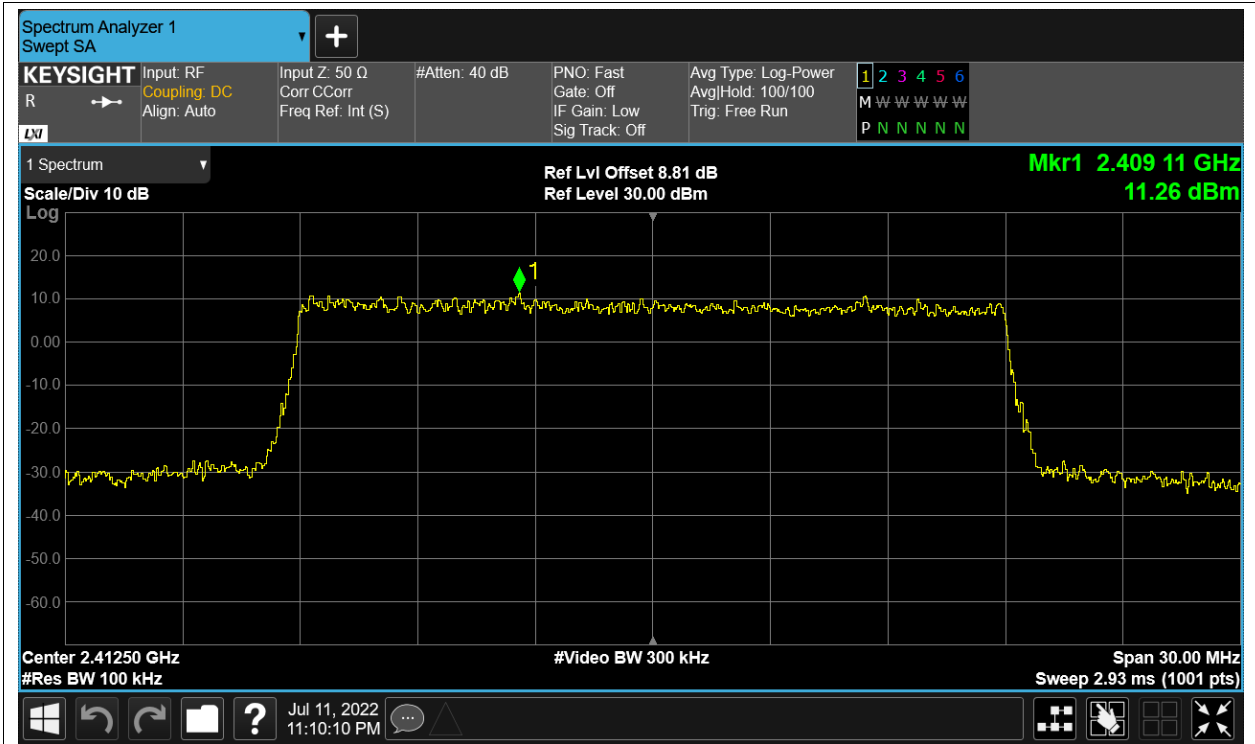 Spectrum Analyzer 1
Swept SA
KEYSIGHT
R
LXI
Input: RF
Coupling: DC
Align: Auto
Input Z: 50 Ω
Corr CCorr
Freq Ref: Int (S)
#Atten: 40 dB
PNO: Fast
Gate: Off
IF Gain: Low
Sig Track: Off
Avg Type: Log-Power
Avg|Hold: 100/100
Trig: Free Run
1 2 3 4 5 6
M W W W W W
P N N N N N
1 Spectrum
Scale/Div 10 dB
Ref Lvl Offset 8.81 dB
Ref Level 30.00 dBm
Mkr1 2.409 11 GHz
11.26 dBm
Log
20.0
10.0
0.00
-10.0
-20.0
-30.0
-40.0
-50.0
-60.0
1
Center 2.41250 GHz
#Res BW 100 kHz
#Video BW 300 kHz
Span 30.00 MHz
Sweep 2.93 ms (1001 pts)
?
Jul 11, 2022
11:10:10 PM